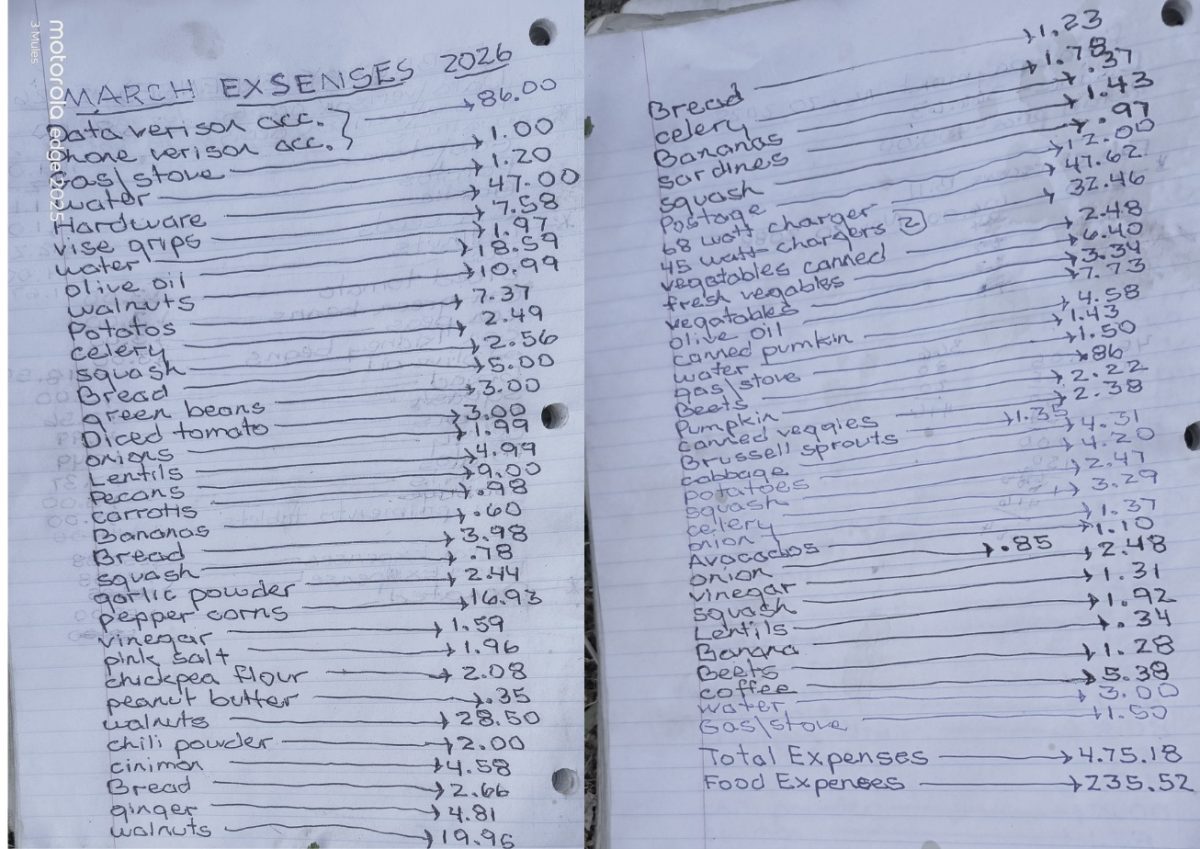 motorola edge 2025
3 Mules
MARCH EXSENSES 2026
Data verison acc. } → 86.00
phone verison acc.
gas\stove → 1.00
water → 1.20
Hardware → 47.00
vise grips → 7.58
water → 1.97
olive oil → 18.59
walnuts → 10.99
Potatos → 7.37
celery → 2.49
squash → 2.56
Bread → 5.00
green beans → 3.00
Diced tomato → 3.00
onions → 1.99
Lentils → 4.99
Pecans → 9.00
carrotts → .98
Bananas → .60
Bread → 3.98
squash → .78
garlic powder → 2.44
pepper corns → 16.93
vinegar → 1.59
pink salt → 1.96
chickpea flour → 2.08
peanut butter → .35
walnuts → 28.50
chili powder → 2.00
cinimon → 4.58
Bread → 2.66
ginger → 4.81
walnuts → 19.96
Bread → 1.23
celery → 1.78
Bananas → .37
sardines → 1.43
squash → .97
Postage → 12.00
68 watt charger → 47.62
45 watt chargers 2 → 32.46
vegatables canned → 2.48
fresh vegables → 6.40
vegatables → 3.34
olive oil → 7.73
canned pumkin → 4.58
water → 1.43
gas\stove → 1.50
Beets → .86
Pumpkin → 2.22
canned veggies → 2.38
Brussell sprouts → 1.35
cabbage → 4.31
potatoes → 4.20
squash → 2.47
celery → 3.29
onion → 1.37
Avocados → 1.10
onion → .85
vinegar → 2.48
squash → 1.31
Lentils → 1.92
Banana → .34
Beets → 1.28
coffee → 5.38
water → 3.00
Gas\stove → 1.50
Total Expenses → 4.75.18
Food Expenses → 235.52